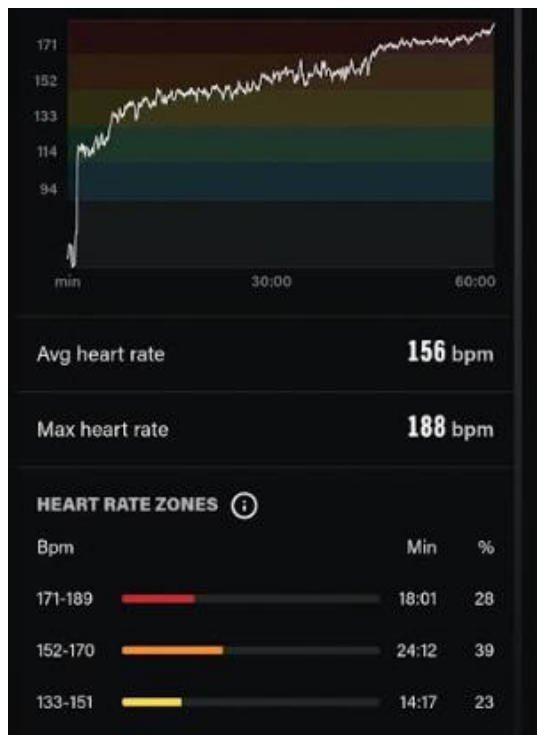 171
152
133
114
94
min 30:00 60:00
Avg heart rate 156 bpm
Max heart rate 188 bpm
HEART RATE ZONES i
Bpm Min %
171-189 18:01 28
152-170 24:12 39
133-151 14:17 23